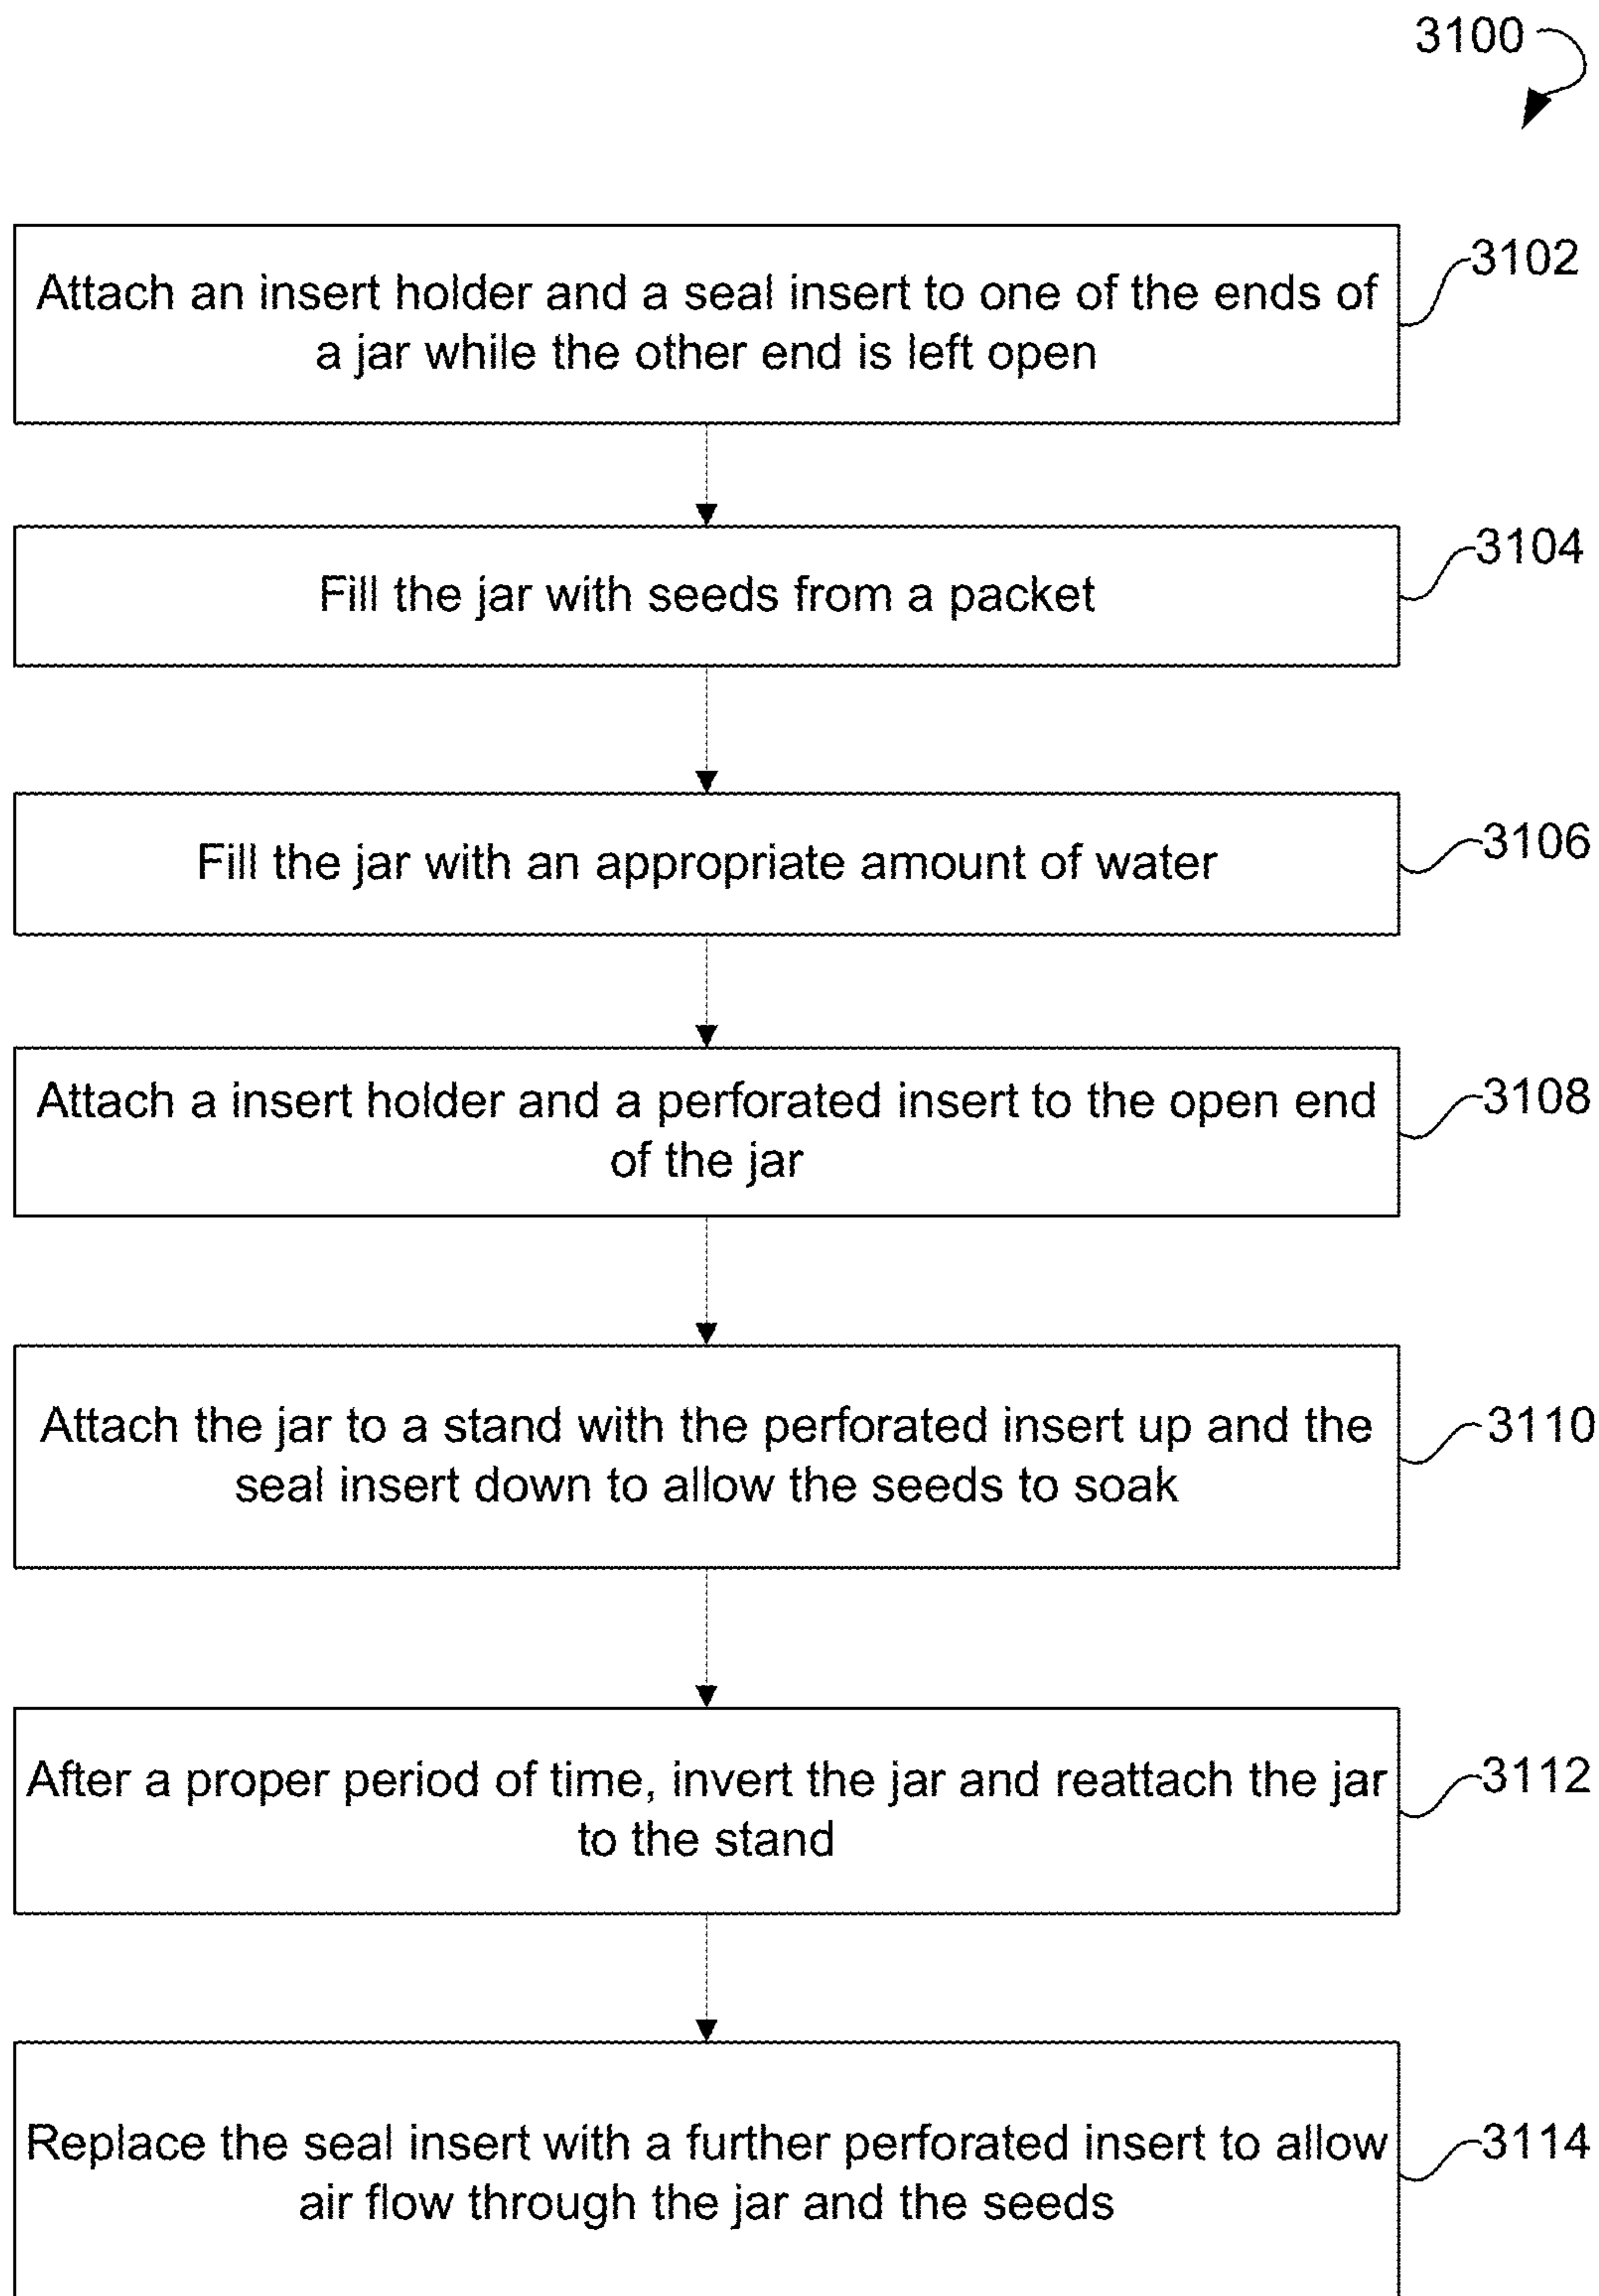 3100
Attach an insert holder and a seal insert to one of the ends of
a jar while the other end is left open
3102
Fill the jar with seeds from a packet
3104
Fill the jar with an appropriate amount of water
3106
Attach a insert holder and a perforated insert to the open end
of the jar
3108
Attach the jar to a stand with the perforated insert up and the
seal insert down to allow the seeds to soak
3110
After a proper period of time, invert the jar and reattach the jar
to the stand
3112
Replace the seal insert with a further perforated insert to allow
air flow through the jar and the seeds
3114